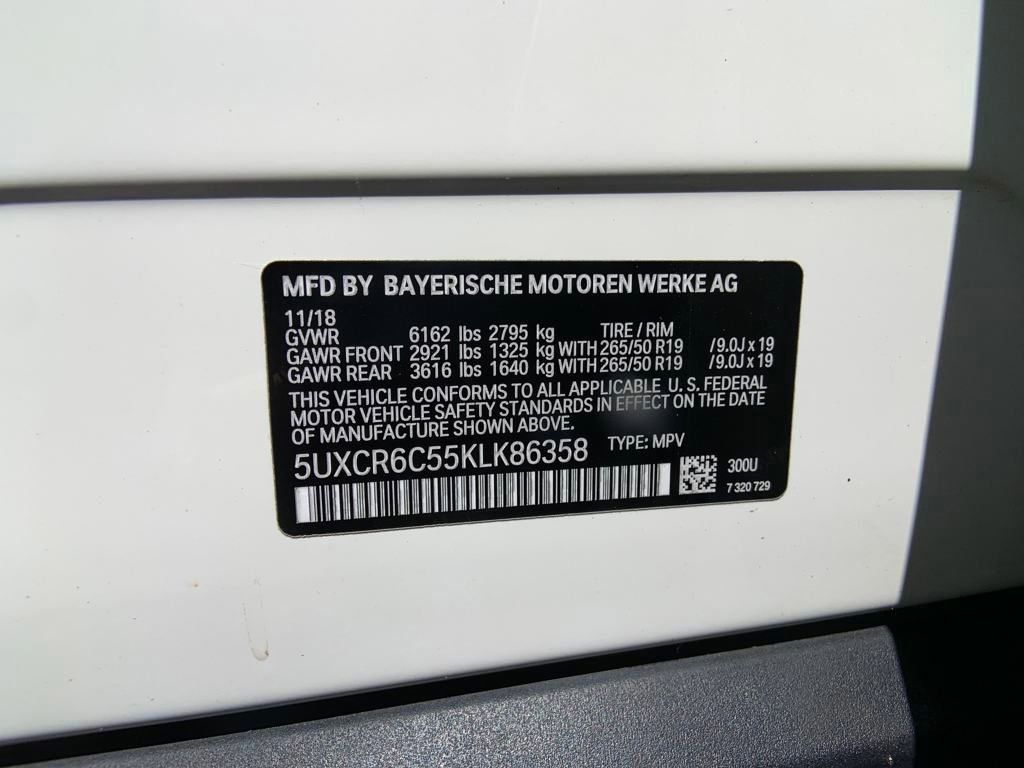 MFD BY BAYERISCHE MOTOREN WERKE AG
11/18
GVWR 6162 lbs 2795 kg TIRE / RIM
GAWR FRONT 2921 lbs 1325 kg WITH 265/50 R19 /9.0J x 19
GAWR REAR 3616 lbs 1640 kg WITH 265/50 R19 /9.0J x 19
THIS VEHICLE CONFORMS TO ALL APPLICABLE U. S. FEDERAL
MOTOR VEHICLE SAFETY STANDARDS IN EFFECT ON THE DATE
OF MANUFACTURE SHOWN ABOVE.
5UXCR6C55KLK86358 TYPE: MPV
300U
7 320 729